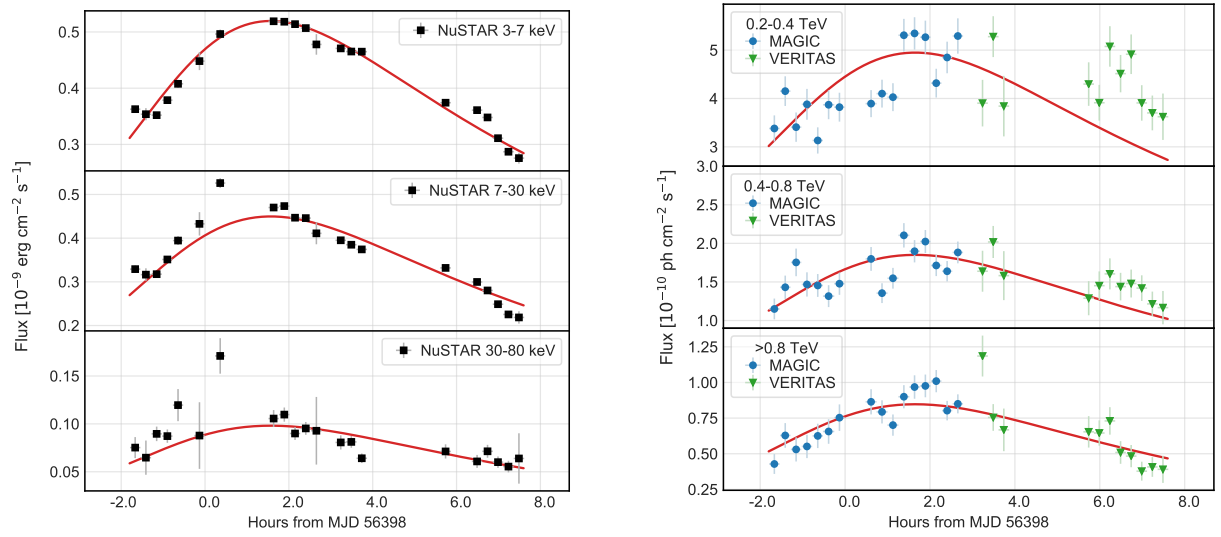 NuSTAR 3-7 keV
0.5
0.4
0.3
NuSTAR 7-30 keV
0.5
0.4
0.3
0.2
Flux [10⁻⁹ erg cm⁻² s⁻¹]
NuSTAR 30-80 keV
0.15
0.10
0.05
-2.0 0.0 2.0 4.0 6.0 8.0
Hours from MJD 56398
0.2-0.4 TeV
MAGIC
VERITAS
5
4
3
3.0
0.4-0.8 TeV
MAGIC
VERITAS
2.0
1.5
1.0
Flux [10⁻¹⁰ ph cm⁻² s⁻¹]
>0.8 TeV
MAGIC
VERITAS
1.25
1.00
0.75
0.50
0.25
-2.0 0.0 2.0 4.0 6.0 8.0
Hours from MJD 56398